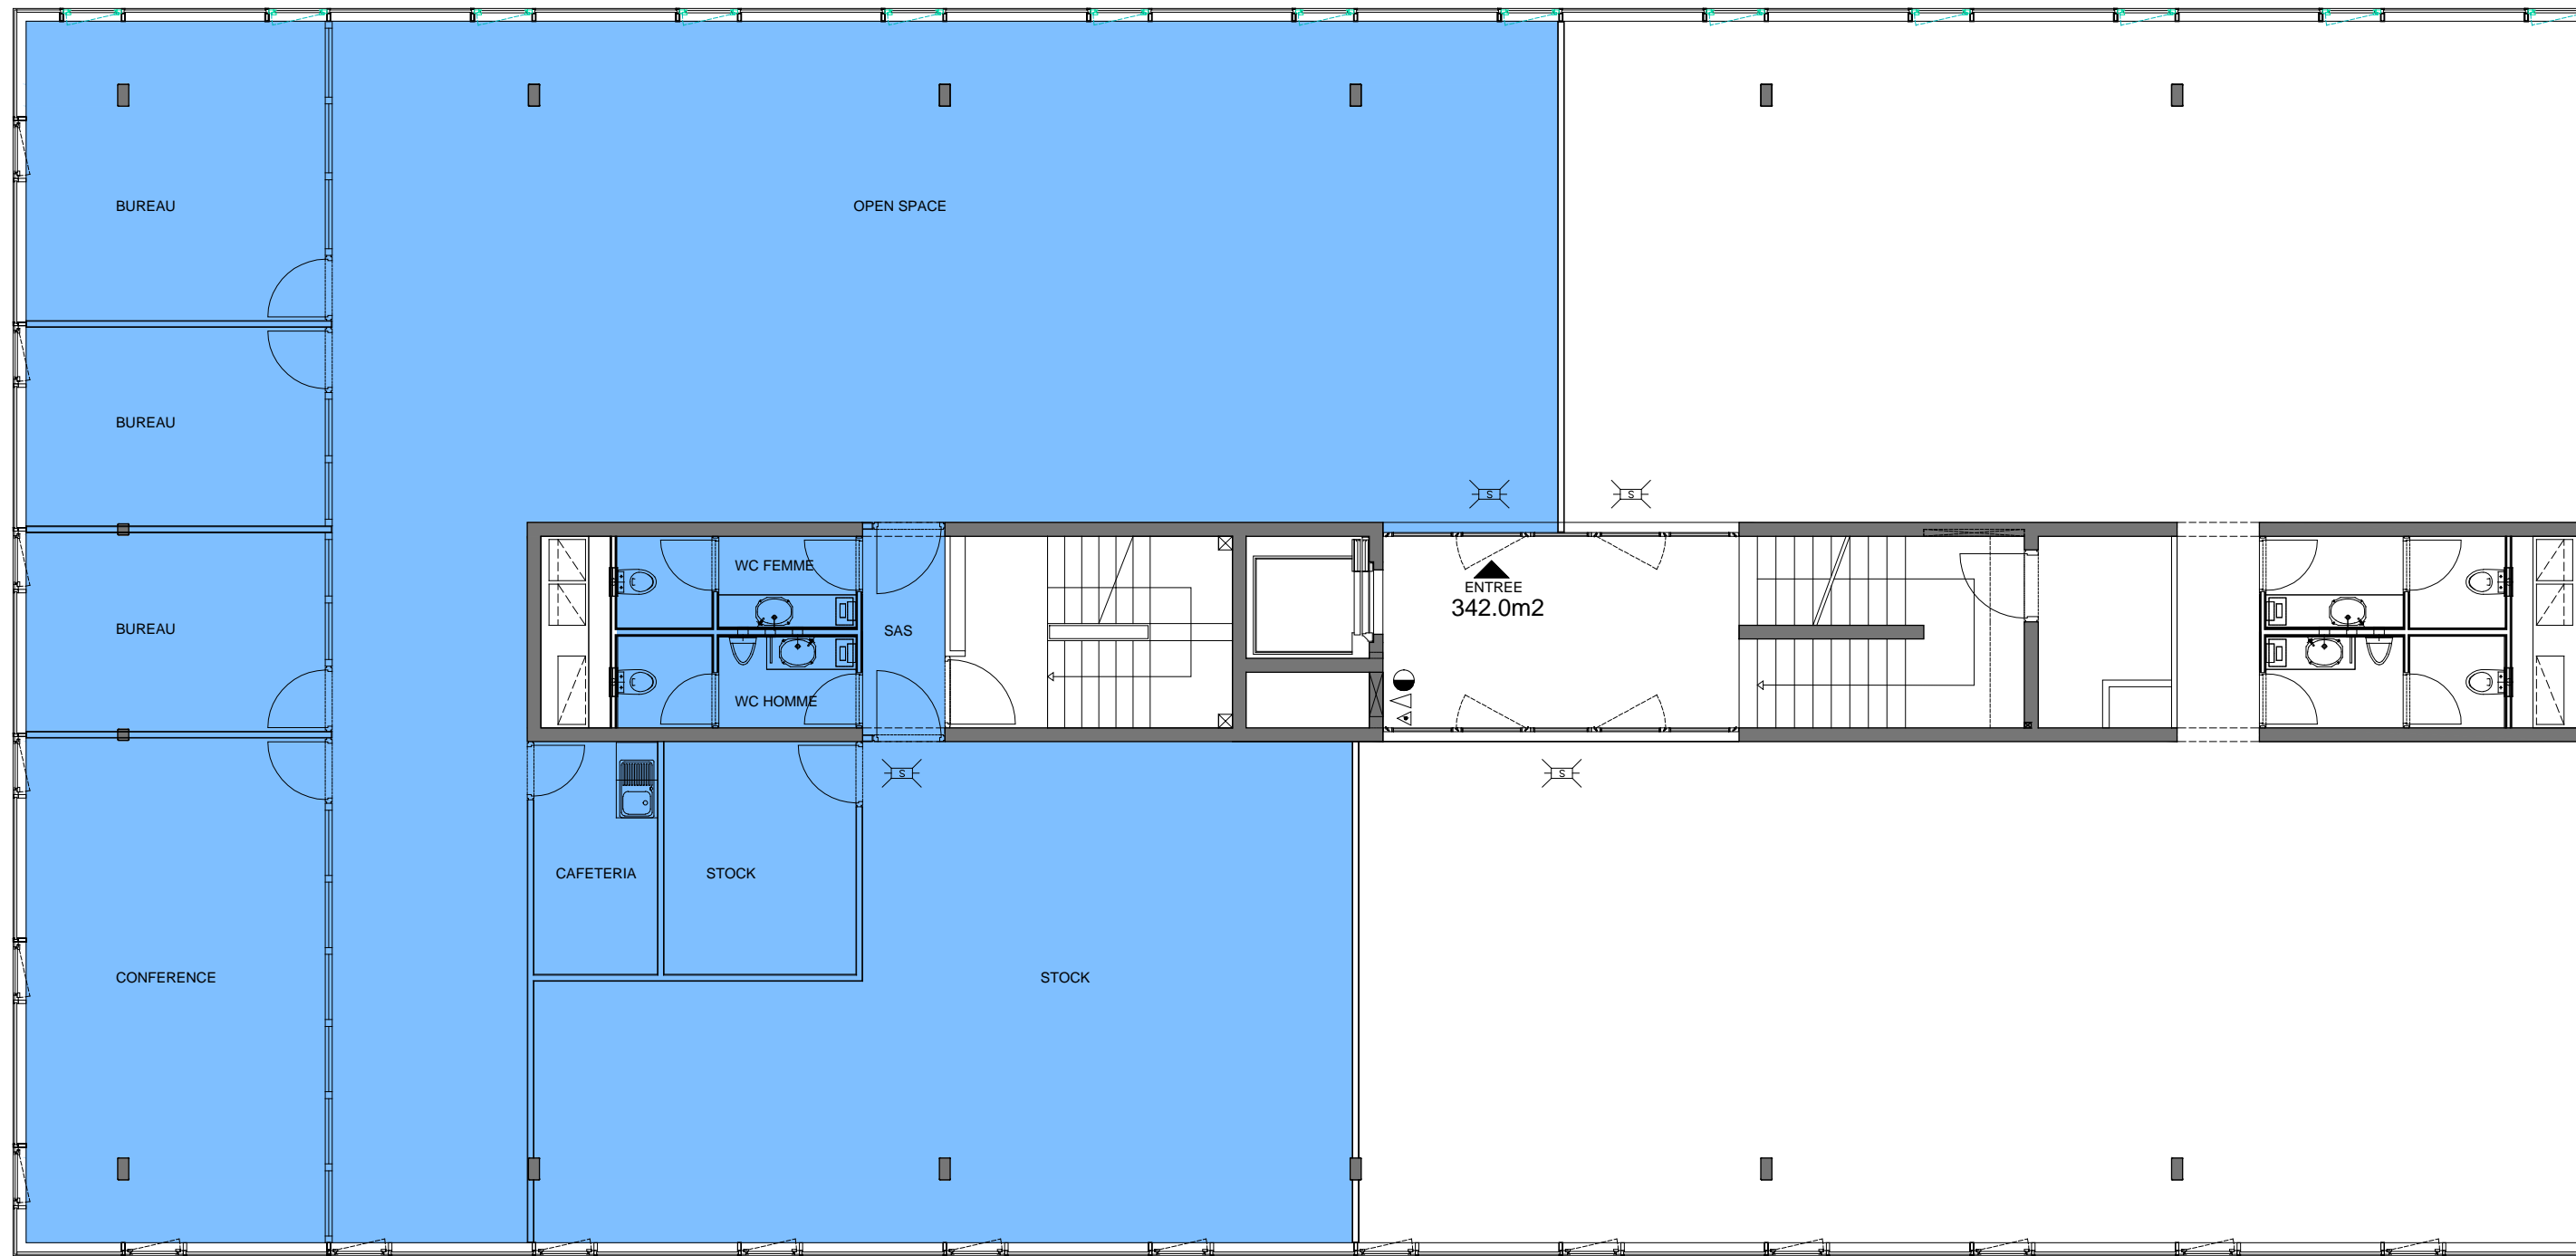 BUREAU
OPEN SPACE
BUREAU
S
S
WC FEMME
ENTREE
342.0m2
BUREAU
SAS
WC HOMME
S
S
CAFETERIA
STOCK
CONFERENCE
STOCK